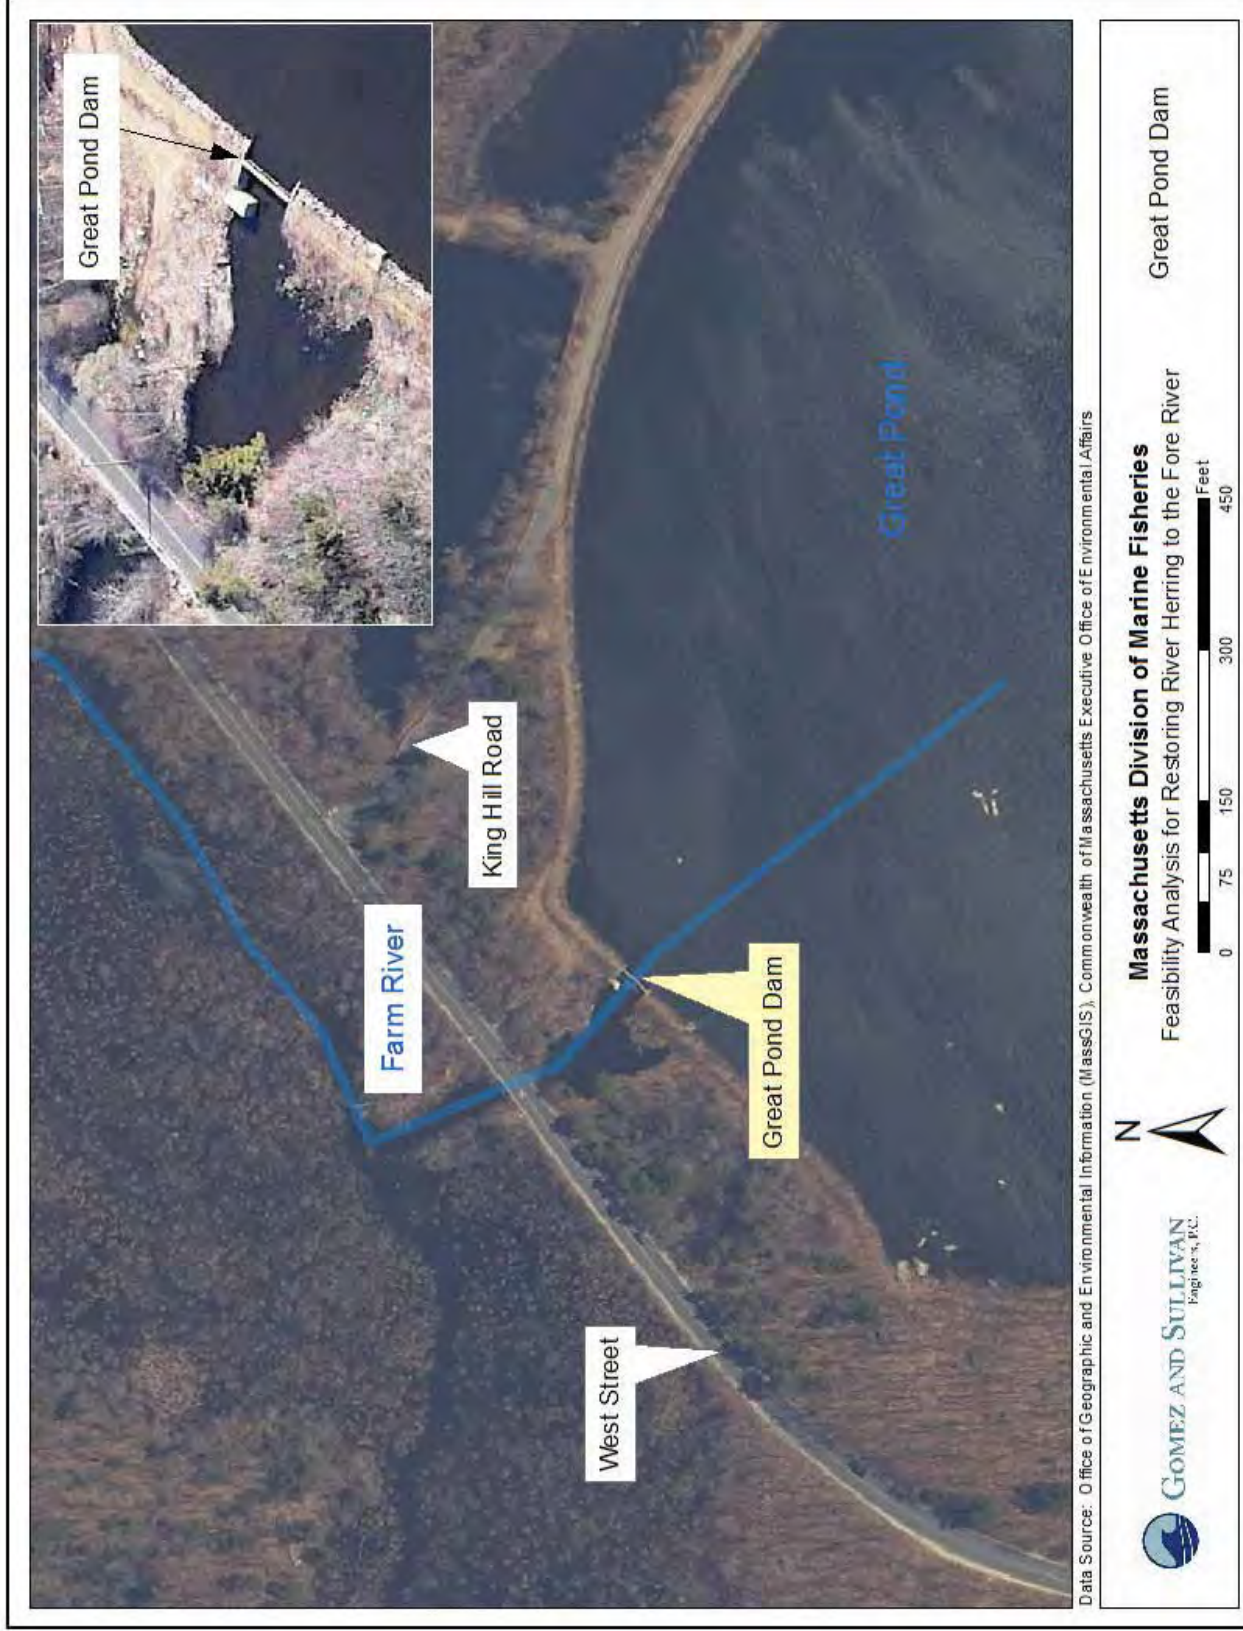 Great Pond Dam
Farm River
King Hill Road
West Street
Great Pond Dam
Great Pond
Data Source: Office of Geographic and Environmental Information (MassGIS), Commonwealth of Massachusetts Executive Office of Environmental Affairs
GOMEZ AND SULLIVAN
Engineers, P.C.
N
Massachusetts Division of Marine Fisheries
Feasibility Analysis for Restoring River Herring to the Fore River
0 75 150 300 450
Feet
Great Pond Dam